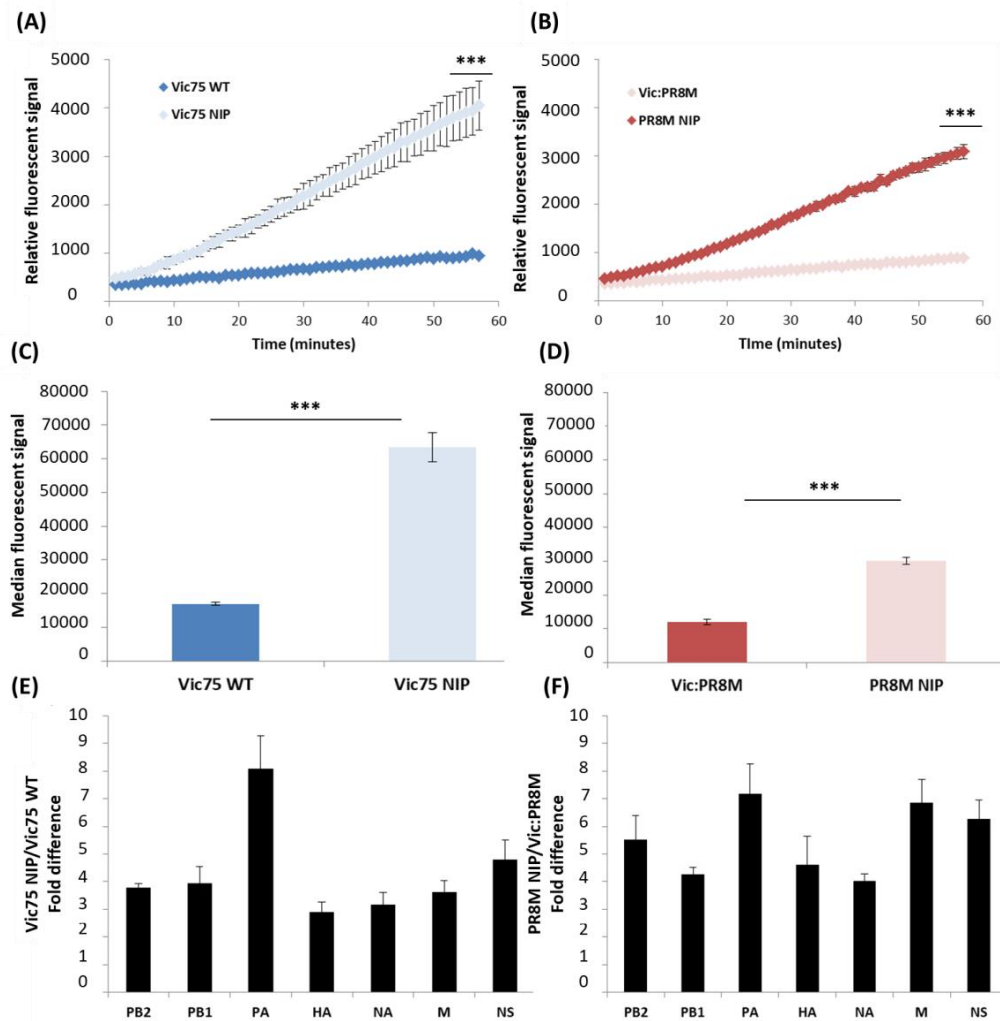 (A)
Relative fluorescent signal
5000
4000
3000
2000
1000
0
Vic75 WT
Vic75 NIP
***
0 10 20 30 40 50 60
Time (minutes)
(B)
Relative fluorescent signal
5000
4000
3000
2000
1000
0
Vic:PR8M
PR8M NIP
***
0 10 20 30 40 50 60
TIme (minutes)
(C)
Median fluorescent signal
80000
70000
60000
50000
40000
30000
20000
10000
0
***
Vic75 WT Vic75 NIP
(D)
Median fluorescent signal
80000
70000
60000
50000
40000
30000
20000
10000
0
***
Vic:PR8M PR8M NIP
(E)
Vic75 NIP/Vic75 WT
Fold difference
10
9
8
7
6
5
4
3
2
1
0
PB2 PB1 PA HA NA M NS
(F)
PR8M NIP/Vic:PR8M
Fold difference
10
9
8
7
6
5
4
3
2
1
0
PB2 PB1 PA HA NA M NS